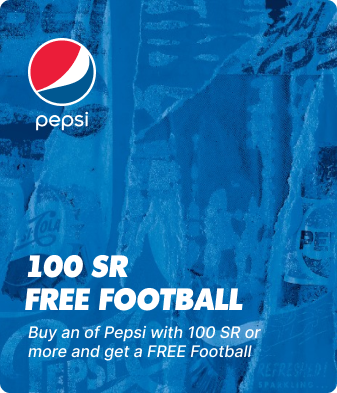 pepsi
100 SR
FREE FOOTBALL
Buy an of Pepsi with 100 SR or
more and get a FREE Football